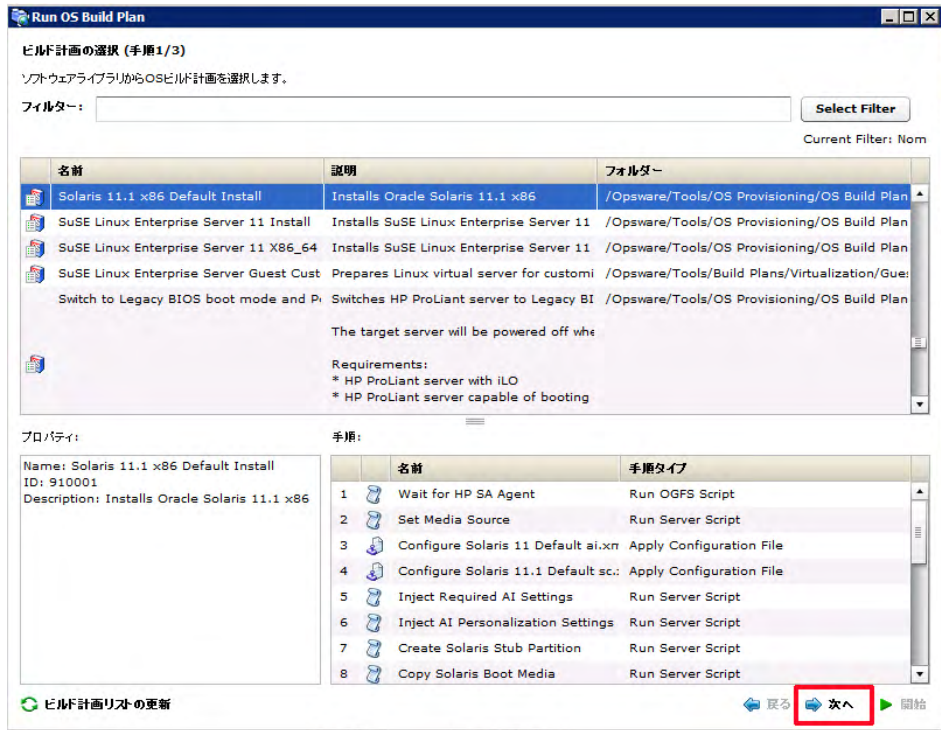 Run OS Build Plan
ビルド計画の選択 (手順1/3)
ソフトウェアライブラリからOSビルド計画を選択します。
フィルター:
Select Filter
Current Filter: Nom
名前 説明 フォルダー
Solaris 11.1 x86 Default Install Installs Oracle Solaris 11.1 x86 /Opsware/Tools/OS Provisioning/OS Build Plan
SuSE Linux Enterprise Server 11 Install Installs SuSE Linux Enterprise Server 11 /Opsware/Tools/OS Provisioning/OS Build Plan
SuSE Linux Enterprise Server 11 X86_64 Installs SuSE Linux Enterprise Server 11 /Opsware/Tools/OS Provisioning/OS Build Plan
SuSE Linux Enterprise Server Guest Cust Prepares Linux virtual server for customi /Opsware/Tools/Build Plans/Virtualization/Gue
Switch to Legacy BIOS boot mode and P Switches HP ProLiant server to Legacy BI /Opsware/Tools/OS Provisioning/OS Build Plan
The target server will be powered off whe
Requirements:
* HP ProLiant server with iLO
* HP ProLiant server capable of booting
プロパティ:
Name: Solaris 11.1 x86 Default Install
ID: 910001
Description: Installs Oracle Solaris 11.1 x86
手順:
名前 手順タイプ
1 Wait for HP SA Agent Run OGFS Script
2 Set Media Source Run Server Script
3 Configure Solaris 11 Default ai.xm Apply Configuration File
4 Configure Solaris 11.1 Default sc. Apply Configuration File
5 Inject Required AI Settings Run Server Script
6 Inject AI Personalization Settings Run Server Script
7 Create Solaris Stub Partition Run Server Script
8 Copy Solaris Boot Media Run Server Script
ビルド計画リストの更新
戻る 次へ 開始